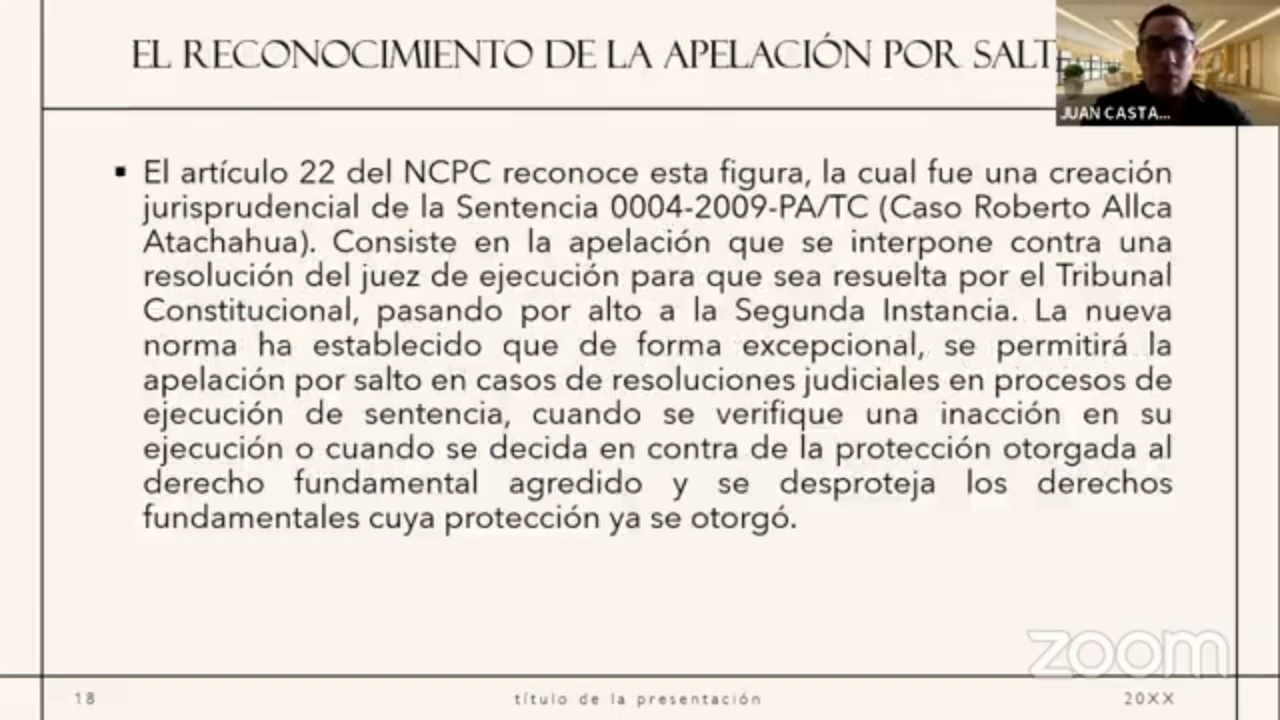 EL RECONOCIMIENTO DE LA APELACIÓN POR SALT
JUAN CASTA...
▪ El artículo 22 del NCPC reconoce esta figura, la cual fue una creación
jurisprudencial de la Sentencia 0004-2009-PA/TC (Caso Roberto Allca
Atachahua). Consiste en la apelación que se interpone contra una
resolución del juez de ejecución para que sea resuelta por el Tribunal
Constitucional, pasando por alto a la Segunda Instancia. La nueva
norma ha establecido que de forma excepcional, se permitirá la
apelación por salto en casos de resoluciones judiciales en procesos de
ejecución de sentencia, cuando se verifique una inacción en su
ejecución o cuando se decida en contra de la protección otorgada al
derecho fundamental agredido y se desproteja los derechos
fundamentales cuya protección ya se otorgó.
zoom
18
título de la presentación
20XX